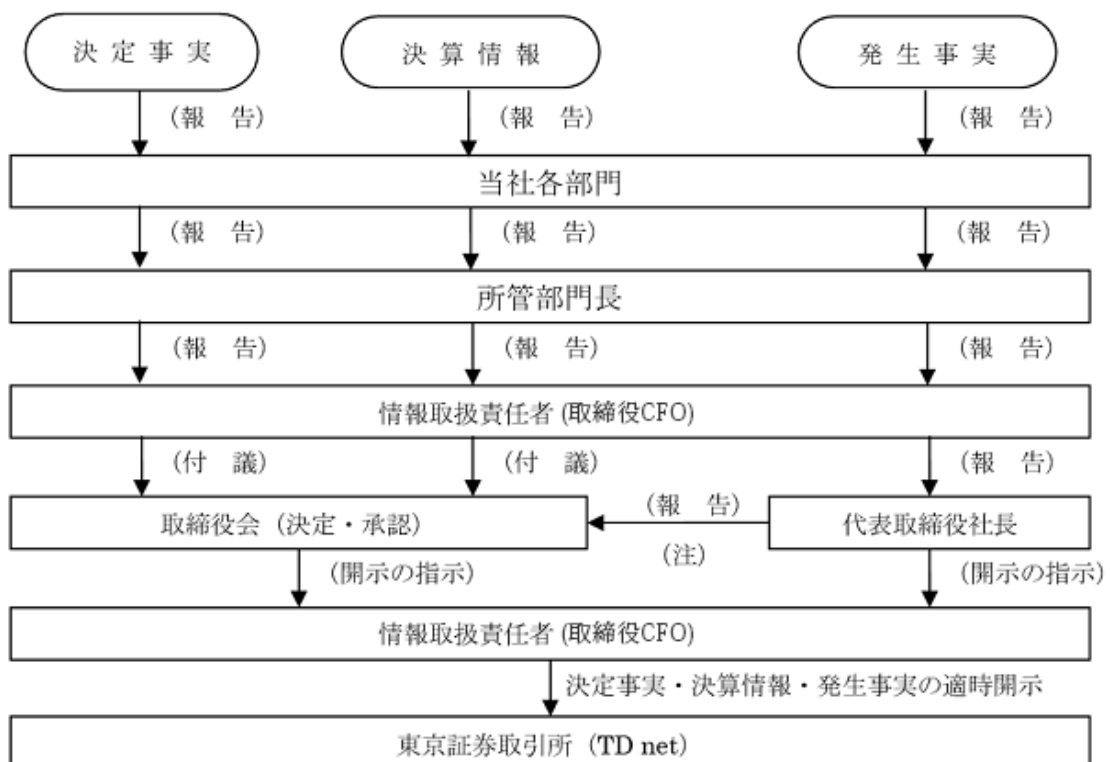 決定事実　決算情報　発生事実
(報　告)　(報　告)　(報　告)
当社各部門
(報　告)　(報　告)　(報　告)
所管部門長
(報　告)　(報　告)　(報　告)
情報取扱責任者 (取締役CFO)
(付　議)　(付　議)　(報　告)
(報　告)
取締役会（決定・承認）　代表取締役社長
(注)
(開示の指示)　(開示の指示)
情報取扱責任者 (取締役CFO)
決定事実・決算情報・発生事実の適時開示
東京証券取引所（TD net）